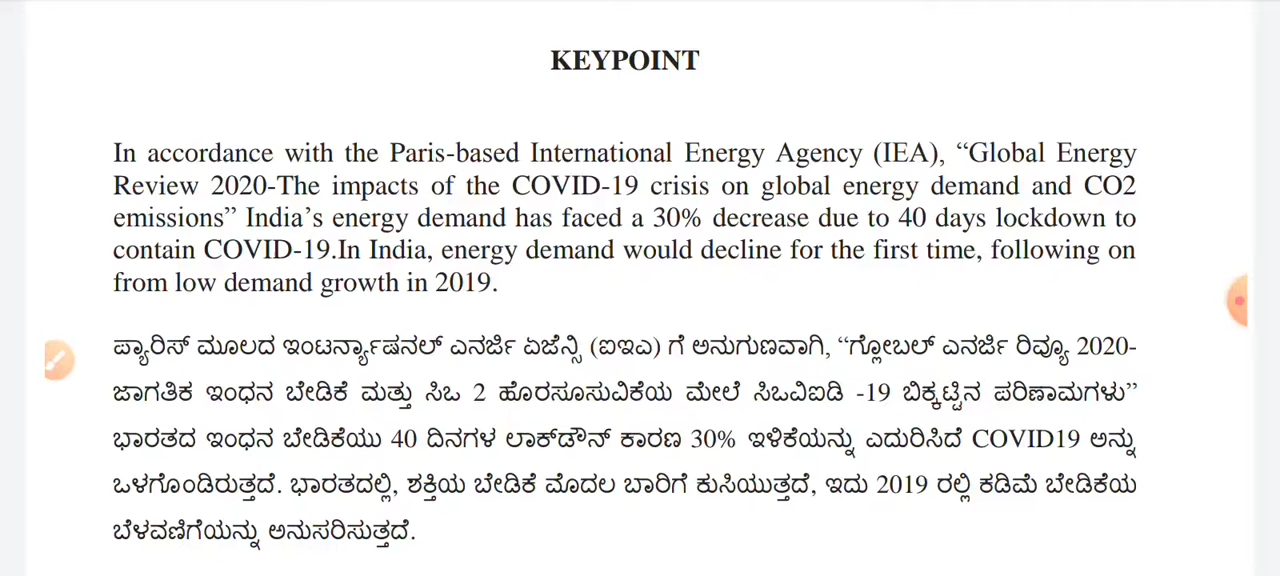 KEYPOINT
In accordance with the Paris-based International Energy Agency (IEA), “Global Energy
Review 2020-The impacts of the COVID-19 crisis on global energy demand and CO2
emissions” India’s energy demand has faced a 30% decrease due to 40 days lockdown to
contain COVID-19.In India, energy demand would decline for the first time, following on
from low demand growth in 2019.
ಪ್ಯಾರಿಸ್ ಮೂಲದ ಇಂಟರ್ನ್ಯಾಷನಲ್ ಎನರ್ಜಿ ಏಜೆನ್ಸಿ (ಐಇಎ) ಗೆ ಅನುಗುಣವಾಗಿ, “ಗ್ಲೋಬಲ್ ಎನರ್ಜಿ ರಿವ್ಯೂ 2020-
ಜಾಗತಿಕ ಇಂಧನ ಬೇಡಿಕೆ ಮತ್ತು ಸಿಒ 2 ಹೊರಸೂಸುವಿಕೆಯ ಮೇಲೆ ಸಿಒವಿಐಡಿ -19 ಬಿಕ್ಕಟ್ಟಿನ ಪರಿಣಾಮಗಳು”
ಭಾರತದ ಇಂಧನ ಬೇಡಿಕೆಯು 40 ದಿನಗಳ ಲಾಕ್‌ಡೌನ್ ಕಾರಣ 30% ಇಳಿಕೆಯನ್ನು ಎದುರಿಸಿದೆ COVID19 ಅನ್ನು
ಒಳಗೊಂಡಿರುತ್ತದೆ. ಭಾರತದಲ್ಲಿ, ಶಕ್ತಿಯ ಬೇಡಿಕೆ ಮೊದಲ ಬಾರಿಗೆ ಕುಸಿಯುತ್ತದೆ, ಇದು 2019 ರಲ್ಲಿ ಕಡಿಮೆ ಬೇಡಿಕೆಯ
ಬೆಳವಣಿಗೆಯನ್ನು ಅನುಸರಿಸುತ್ತದೆ.